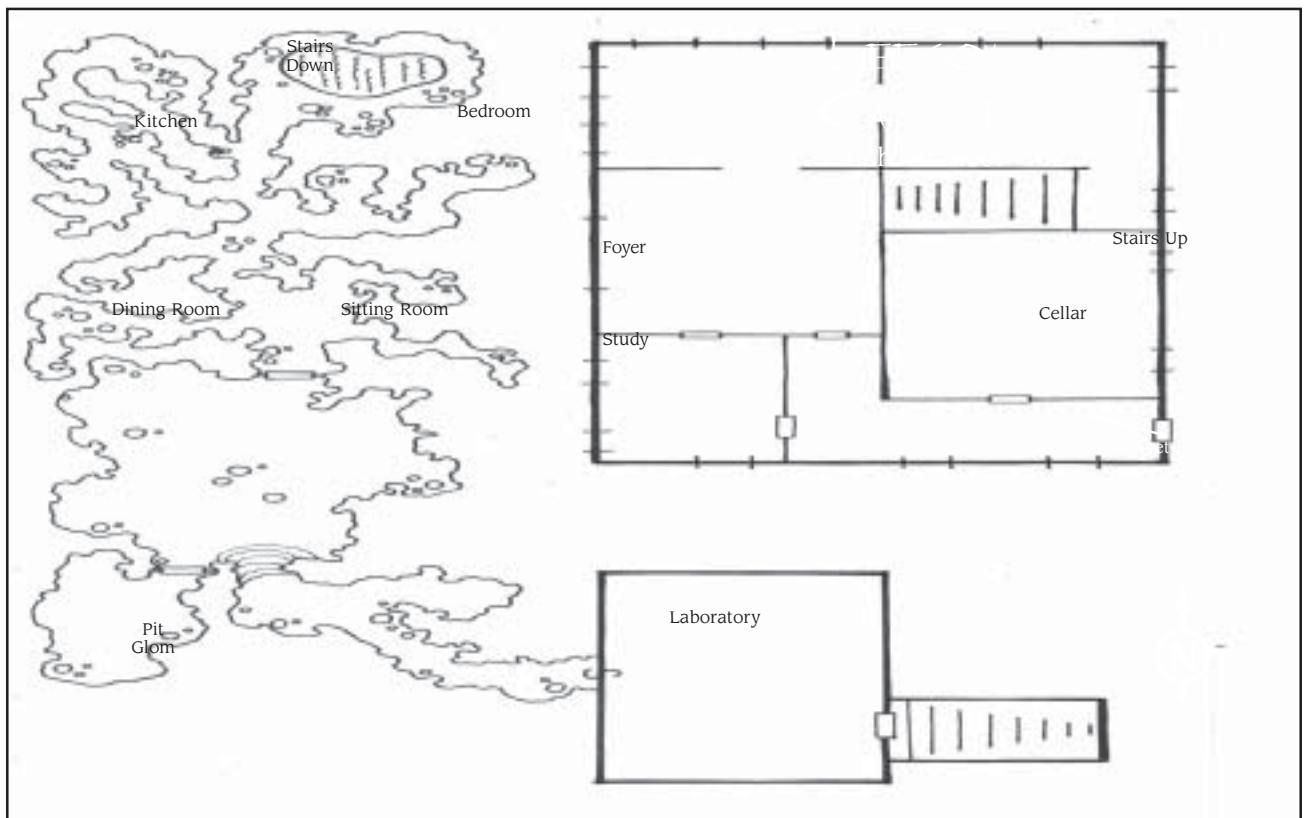 Stairs
Down
Bedroom
Kitchen
Foyer
Stairs Up
Dining Room
Sitting Room
Cellar
Study
Laboratory
Pit
Glom